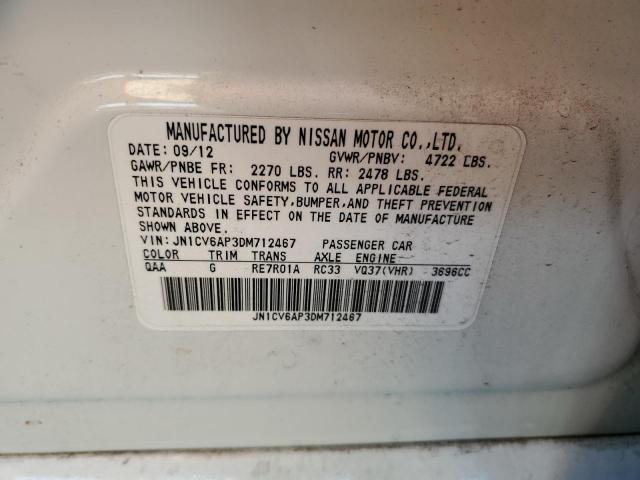 MANUFACTURED BY NISSAN MOTOR CO.,LTD.
DATE: 09/12 GVWR/PNBV: 4722 LBS.
GAWR/PNBE FR: 2270 LBS. RR: 2478 LBS.
THIS VEHICLE CONFORMS TO ALL APPLICABLE FEDERAL
MOTOR VEHICLE SAFETY,BUMPER,AND THEFT PREVENTION
STANDARDS IN EFFECT ON THE DATE OF MANUFACTURE
SHOWN ABOVE.
VIN: JN1CV6AP3DM712467 PASSENGER CAR
COLOR TRIM TRANS AXLE ENGINE
QAA G RE7R01A RC33 VQ37(VHR) 3696CC
JN1CV6AP3DM712467